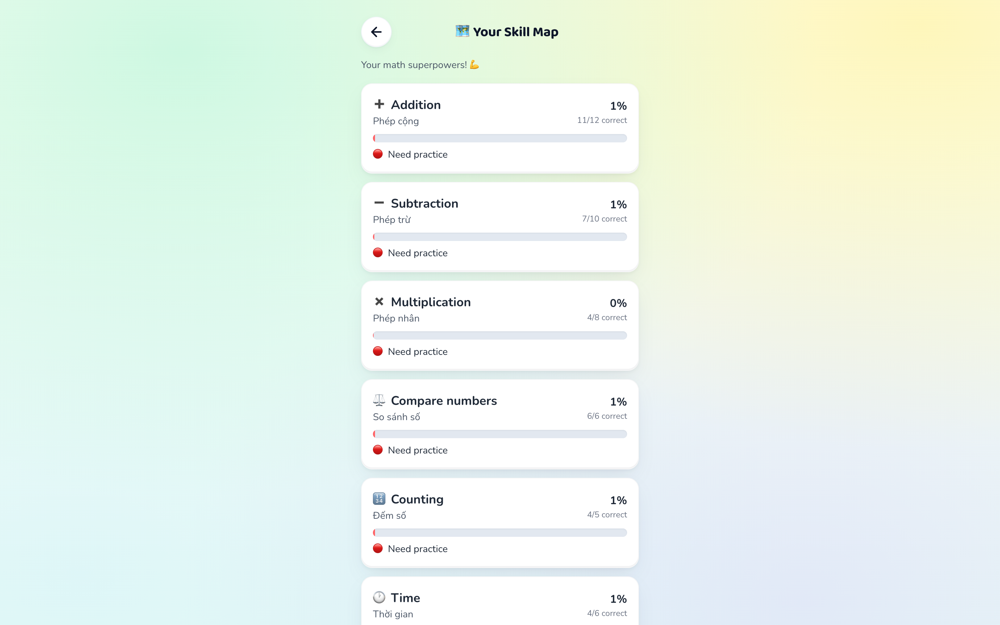 🗺️ Your Skill Map
Your math superpowers! 💪
➕ Addition
1%
Phép cộng
11/12 correct
🔴 Need practice
➖ Subtraction
1%
Phép trừ
7/10 correct
🔴 Need practice
✖️ Multiplication
0%
Phép nhân
4/8 correct
🔴 Need practice
⚖️ Compare numbers
1%
So sánh số
6/6 correct
🔴 Need practice
🔢 Counting
1%
Đếm số
4/5 correct
🔴 Need practice
🕐 Time
1%
Thời gian
4/6 correct